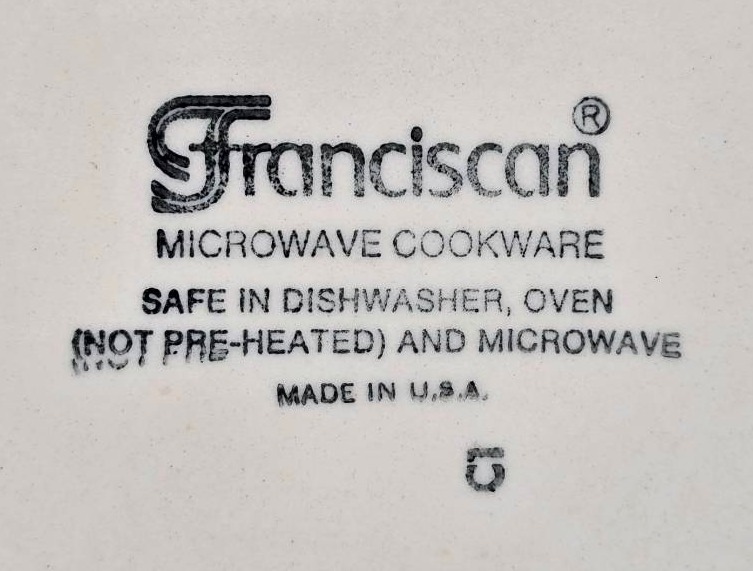 Franciscan®
MICROWAVE COOKWARE
SAFE IN DISHWASHER, OVEN
(NOT PRE-HEATED) AND MICROWAVE
MADE IN U.S.A.